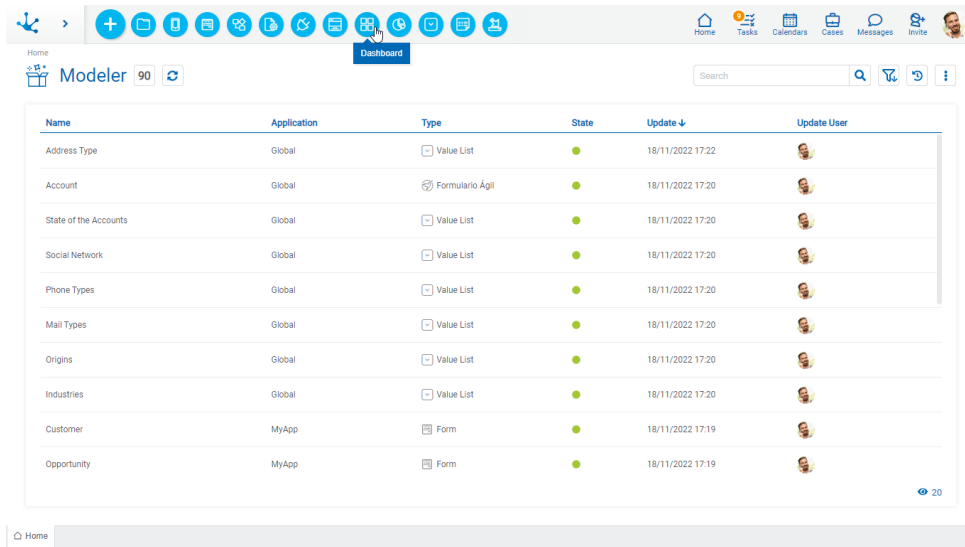 9
Home Tasks Calendars Cases Messages Invite
Dashboard
Home
Modeler 90
Search
Name Application Type State Update Update User
Address Type Global Value List 18/11/2022 17:22
Account Global Formulario Ágil 18/11/2022 17:20
State of the Accounts Global Value List 18/11/2022 17:20
Social Network Global Value List 18/11/2022 17:20
Phone Types Global Value List 18/11/2022 17:20
Mail Types Global Value List 18/11/2022 17:20
Origins Global Value List 18/11/2022 17:20
Industries Global Value List 18/11/2022 17:20
Customer MyApp Form 18/11/2022 17:19
Opportunity MyApp Form 18/11/2022 17:19
20
Home